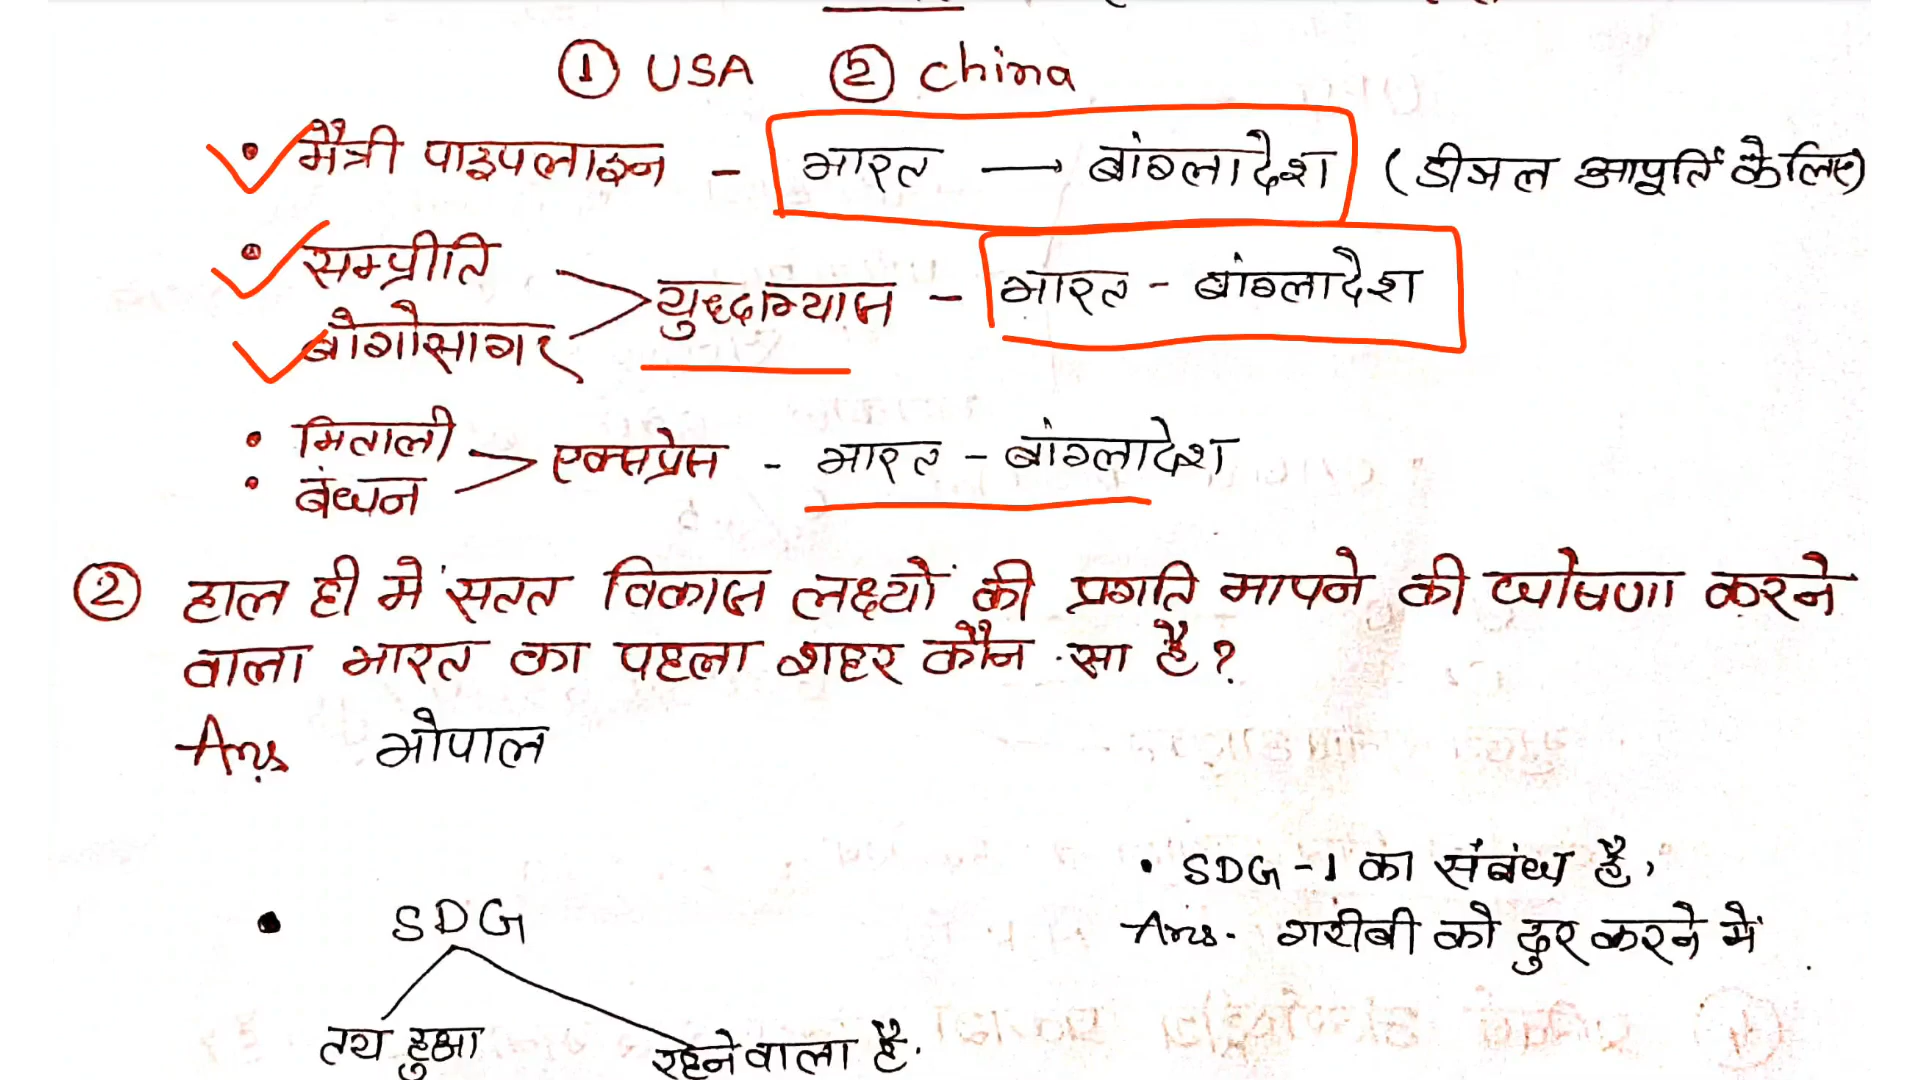 ① USA ② China
• मैत्री पाइपलाइन - भारत → बांग्लादेश (डीजल आपूर्ति के लिए)
• सम्प्रीति
बोंगोसागर > युद्धाभ्यास - भारत - बांग्लादेश
• मिताली
• बंधन > एक्सप्रेस - भारत - बांग्लादेश
② हाल ही में सतत विकास लक्ष्यों की प्रगति मापने की घोषणा करने
वाला भारत का पहला शहर कौन सा है?
Ans भोपाल
• SDG-1 का संबंध है,
• SDG
Ans. गरीबी को दूर करने में
तय हुआ रहने वाला है.